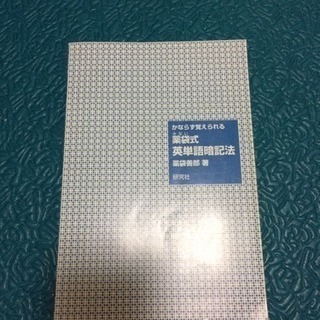 かならず覚えられる
薬袋式
英単語暗記法
薬袋善郎 著
研究社